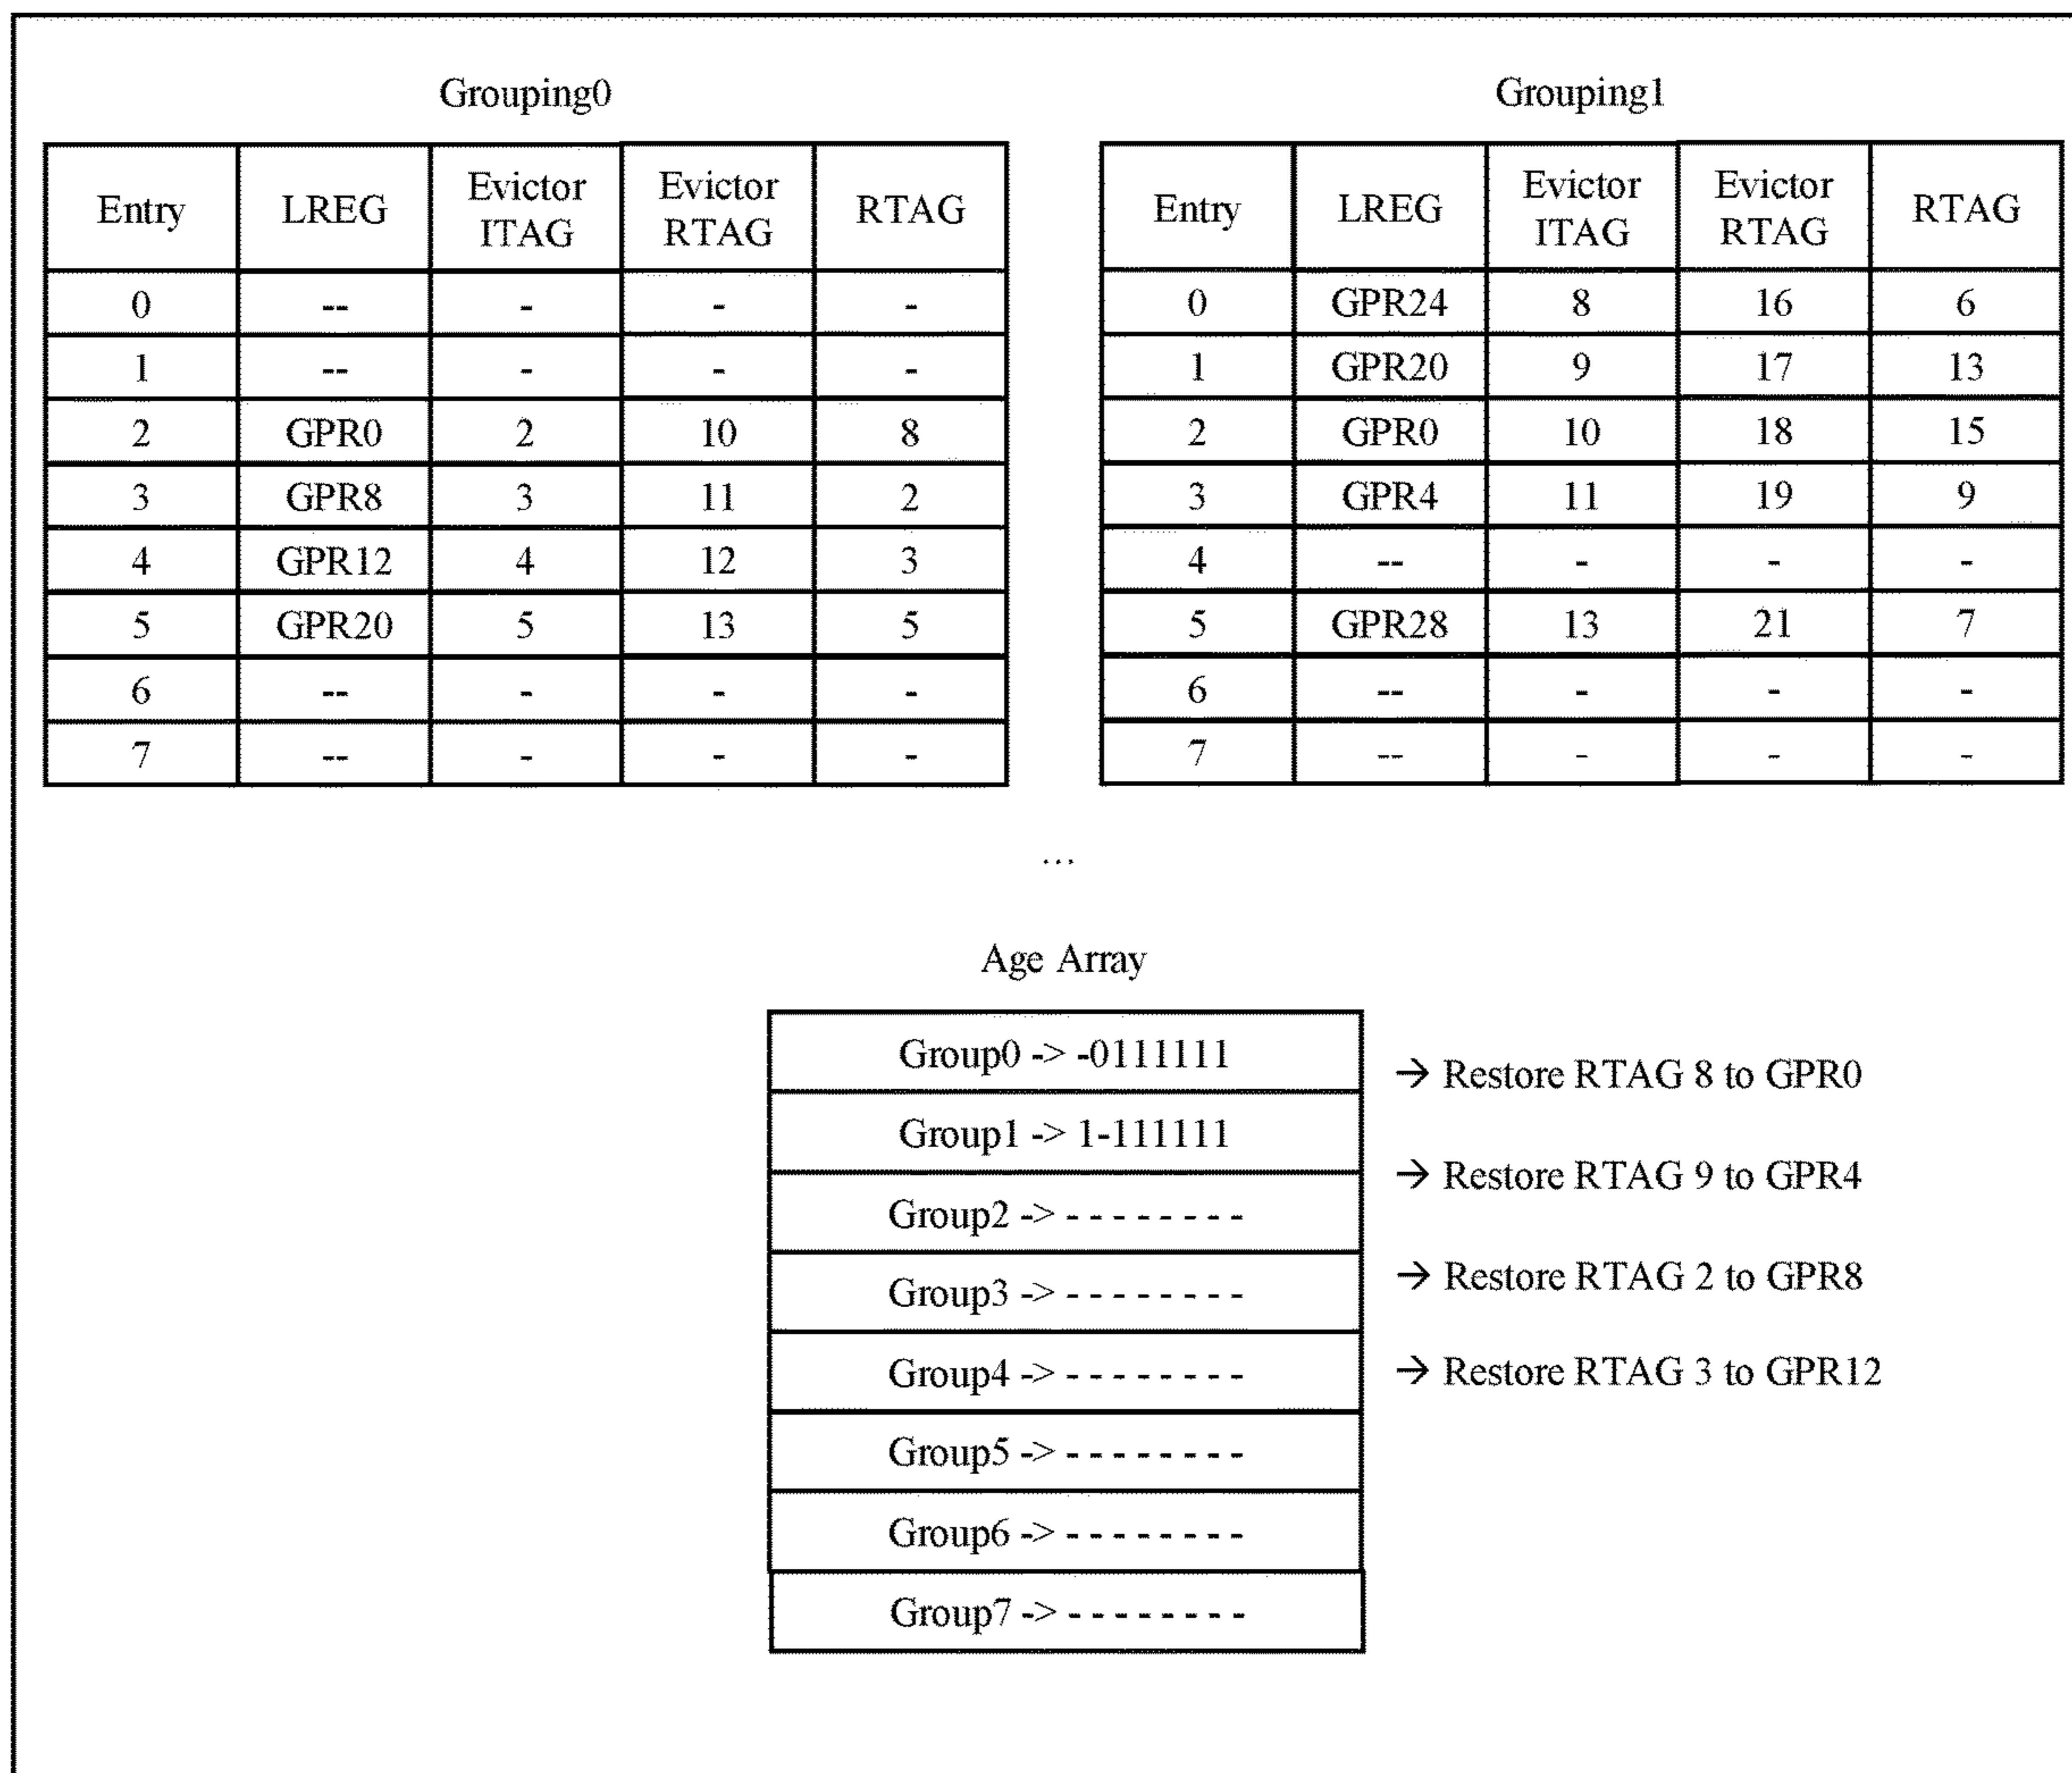 Grouping0
Entry LREG Evictor ITAG Evictor RTAG RTAG
0 -- - - -
1 -- - - -
2 GPR0 2 10 8
3 GPR8 3 11 2
4 GPR12 4 12 3
5 GPR20 5 13 5
6 -- - - -
7 -- - - -
Grouping1
Entry LREG Evictor ITAG Evictor RTAG RTAG
0 GPR24 8 16 6
1 GPR20 9 17 13
2 GPR0 10 18 15
3 GPR4 11 19 9
4 -- - - -
5 GPR28 13 21 7
6 -- - - -
7 -- - - -
...
Age Array
Group0 -> -0111111
Group1 -> 1-111111
Group2 -> - - - - - - - -
Group3 -> - - - - - - - -
Group4 -> - - - - - - - -
Group5 -> - - - - - - - -
Group6 -> - - - - - - - -
Group7 -> - - - - - - - -
→ Restore RTAG 8 to GPR0
→ Restore RTAG 9 to GPR4
→ Restore RTAG 2 to GPR8
→ Restore RTAG 3 to GPR12